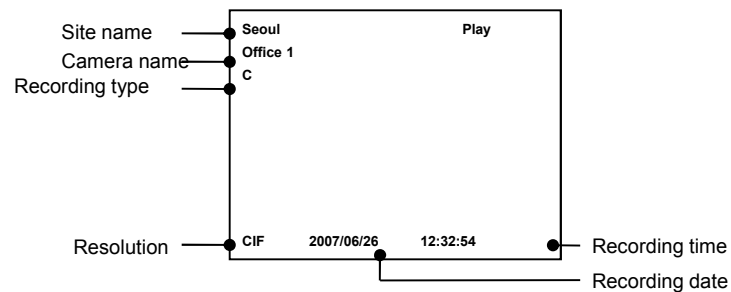 Site name Seoul Play
Camera name Office 1
Recording type C
Resolution CIF 2007/06/26 12:32:54 Recording time
Recording date